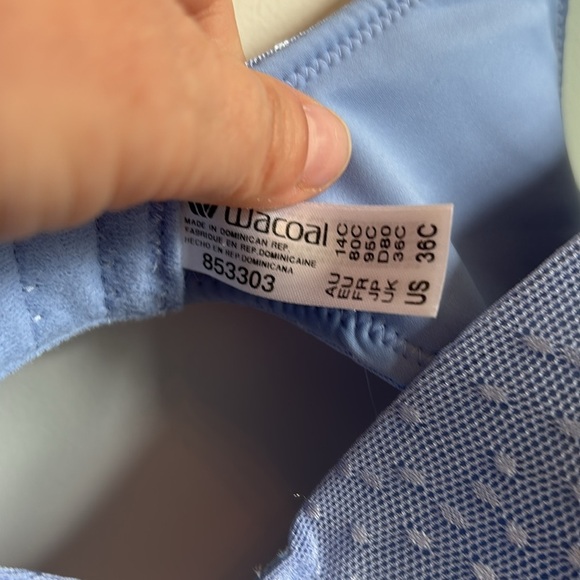 wacoal
MADE IN DOMINICAN REP.
FABRIQUE EN REP.DOMINICAINE
HECHO EN REP.DOMINICANA
853303
AU 14C
EU 80C
FR 95C
JP D80
UK 36C
US 36C